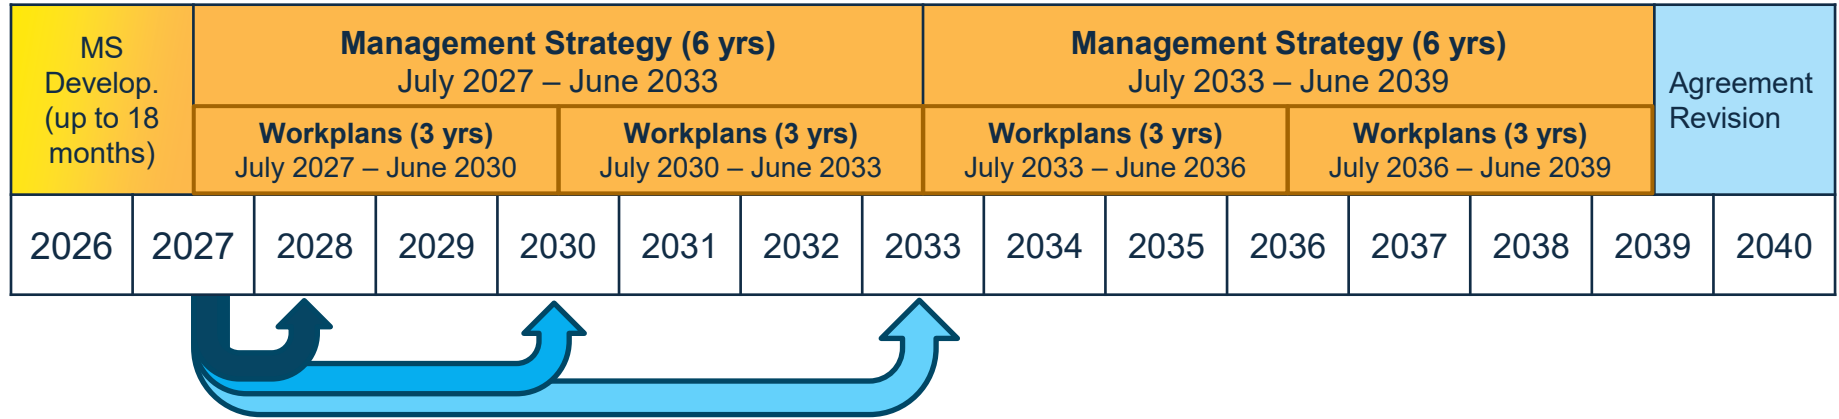 MS
Develop.
(up to 18
months)
Management Strategy (6 yrs)
July 2027 – June 2033
Management Strategy (6 yrs)
July 2033 – June 2039
Agreement
Revision
Workplans (3 yrs)
July 2027 – June 2030
Workplans (3 yrs)
July 2030 – June 2033
Workplans (3 yrs)
July 2033 – June 2036
Workplans (3 yrs)
July 2036 – June 2039
2026 2027 2028 2029 2030 2031 2032 2033 2034 2035 2036 2037 2038 2039 2040